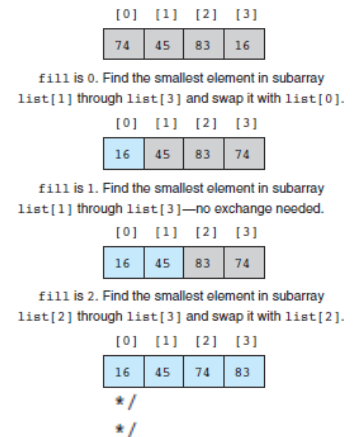 [0] [1] [2] [3]
74 45 83 16
fill is 0. Find the smallest element in subarray
list[1] through list[3] and swap it with list[0].
[0] [1] [2] [3]
16 45 83 74
fill is 1. Find the smallest element in subarray
list[1] through list[3]—no exchange needed.
[0] [1] [2] [3]
16 45 83 74
fill is 2. Find the smallest element in subarray
list[2] through list[3] and swap it with list[2].
[0] [1] [2] [3]
16 45 74 83
*/
*/